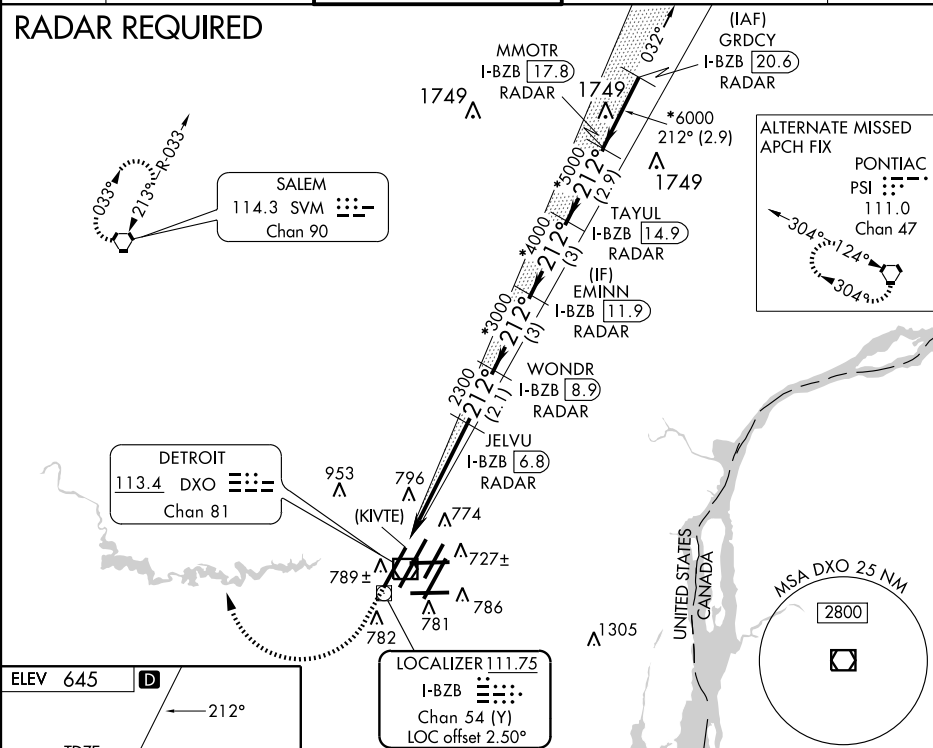 RADAR REQUIRED
(IAF)
GRDCY
I-BZB 20.6
RADAR
032°
MMOTR
I-BZB 17.8
RADAR
1749
1749
*6000
212° (2.9)
1749
ALTERNATE MISSED
APCH FIX
PONTIAC
PSI
111.0
Chan 47
304°
124°
304°
033°
213°
R-033
SALEM
114.3 SVM
Chan 90
*5000
212°
(2.9)
TAYUL
I-BZB 14.9
RADAR
*4000
212°
(3)
(IF)
EMINN
I-BZB 11.9
RADAR
*3000
212°
(3)
WONDR
I-BZB 8.9
RADAR
2300
212°
(2.1)
JELVU
I-BZB 6.8
RADAR
DETROIT
113.4 DXO
Chan 81
953
796
(KIVTE)
774
727±
789±
786
781
782
1305
UNITED STATES
CANADA
MSA DXO 25 NM
2800
LOCALIZER 111.75
I-BZB
Chan 54 (Y)
LOC offset 2.50°
ELEV 645 D
212°